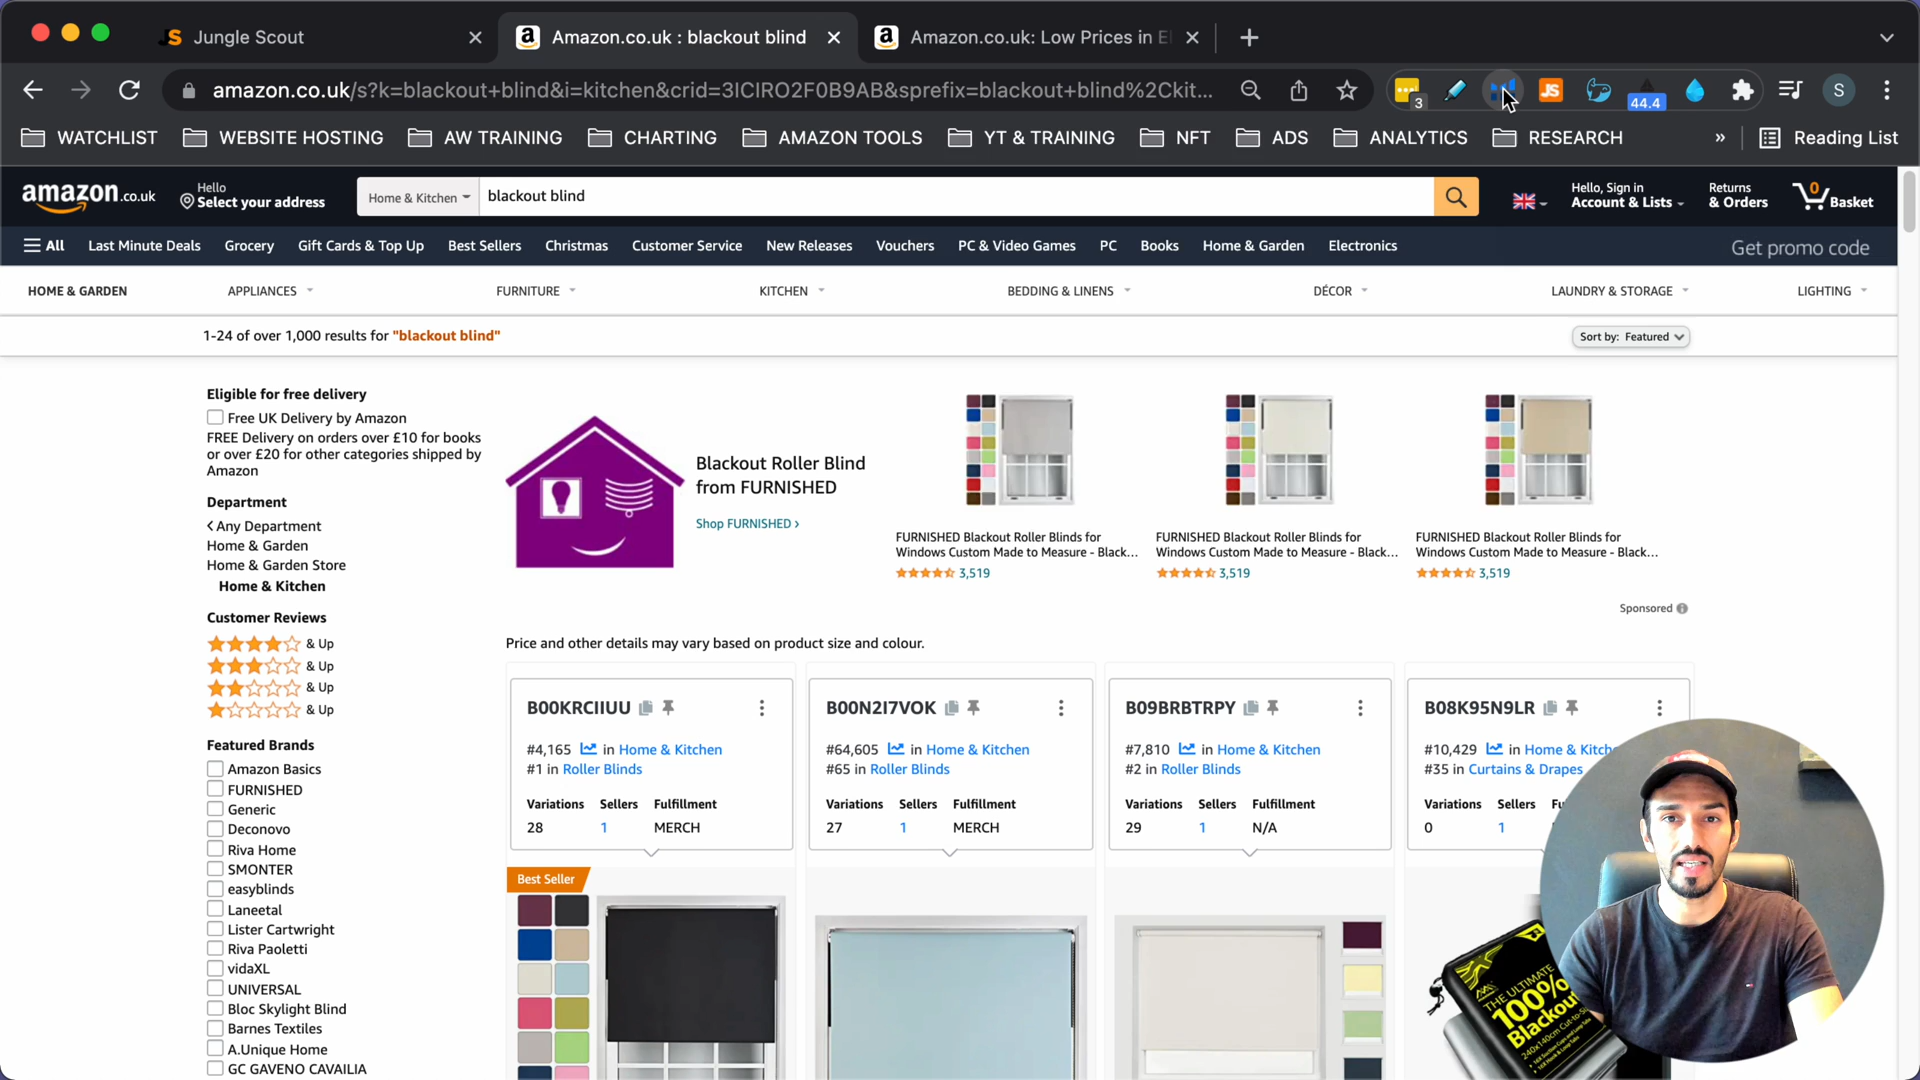 Jungle Scout
Amazon.co.uk : blackout blind
Amazon.co.uk: Low Prices in El
amazon.co.uk/s?k=blackout+blind&i=kitchen&crid=3ICIRO2F0B9AB&sprefix=blackout+blind%2Ckit...
3
JS
44.4
S
WATCHLIST
WEBSITE HOSTING
AW TRAINING
CHARTING
AMAZON TOOLS
YT & TRAINING
NFT
ADS
ANALYTICS
RESEARCH
»
Reading List
amazon.co.uk
Hello
Select your address
Home & Kitchen
blackout blind
Hello, Sign in
Account & Lists
Returns
& Orders
0
Basket
All
Last Minute Deals
Grocery
Gift Cards & Top Up
Best Sellers
Christmas
Customer Service
New Releases
Vouchers
PC & Video Games
PC
Books
Home & Garden
Electronics
Get promo code
HOME & GARDEN
APPLIANCES
FURNITURE
KITCHEN
BEDDING & LINENS
DÉCOR
LAUNDRY & STORAGE
LIGHTING
1-24 of over 1,000 results for "blackout blind"
Sort by: Featured
Eligible for free delivery
Free UK Delivery by Amazon
FREE Delivery on orders over £10 for books
or over £20 for other categories shipped by
Amazon
Department
Any Department
Home & Garden
Home & Garden Store
Home & Kitchen
Customer Reviews
& Up
& Up
& Up
& Up
Featured Brands
Amazon Basics
FURNISHED
Generic
Deconovo
Riva Home
SMONTER
easyblinds
Laneetal
Lister Cartwright
Riva Paoletti
vidaXL
UNIVERSAL
Bloc Skylight Blind
Barnes Textiles
A.Unique Home
GC GAVENO CAVAILIA
Blackout Roller Blind
from FURNISHED
Shop FURNISHED ›
FURNISHED Blackout Roller Blinds for
Windows Custom Made to Measure - Black...
3,519
FURNISHED Blackout Roller Blinds for
Windows Custom Made to Measure - Black...
3,519
FURNISHED Blackout Roller Blinds for
Windows Custom Made to Measure - Black...
3,519
Sponsored
Price and other details may vary based on product size and colour.
B00KRCIIUU
#4,165 in Home & Kitchen
#1 in Roller Blinds
Variations Sellers Fulfillment
28 1 MERCH
B00N2I7VOK
#64,605 in Home & Kitchen
#65 in Roller Blinds
Variations Sellers Fulfillment
27 1 MERCH
B09BRBTRPY
#7,810 in Home & Kitchen
#2 in Roller Blinds
Variations Sellers Fulfillment
29 1 N/A
B08K95N9LR
#10,429 in Home & Kitche
#35 in Curtains & Drapes
Variations Sellers Fu
0 1
Best Seller
THE ULTIMATE
100%
Blackout